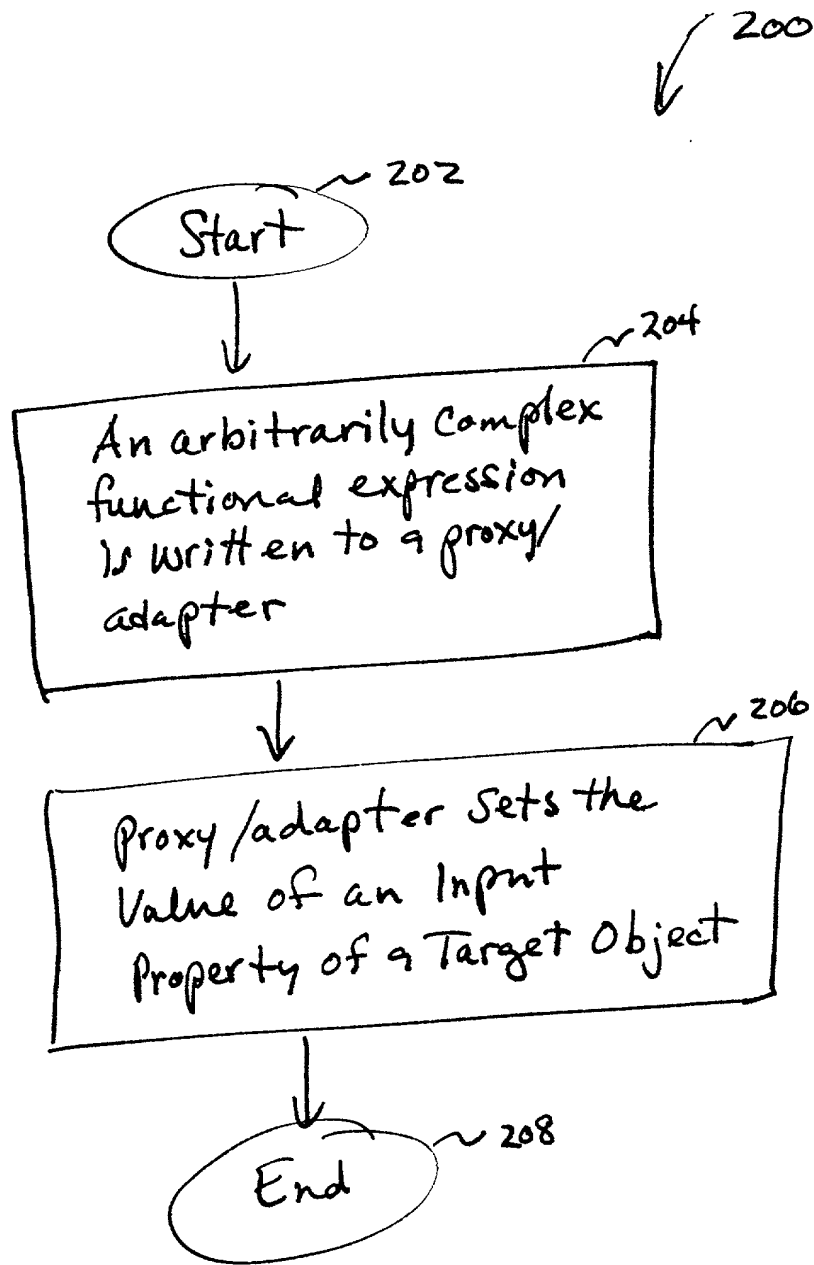 200
202
Start
204
An arbitrarily complex
functional expression
is written to a proxy/
adapter
206
Proxy/adapter sets the
Value of an Input
Property of a Target Object
208
End